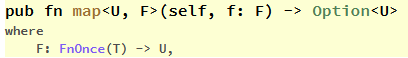 pub fn map<U, F>(self, f: F) -> Option<U>
where
    F: FnOnce(T) -> U,